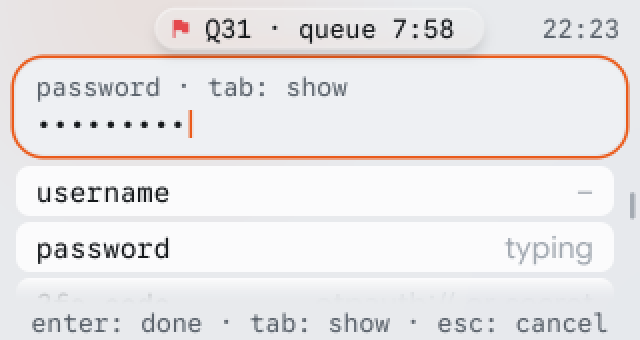 Q31 · queue 7:58
22:23
password · tab: show
•••••••••
username –
password typing
enter: done · tab: show · esc: cancel